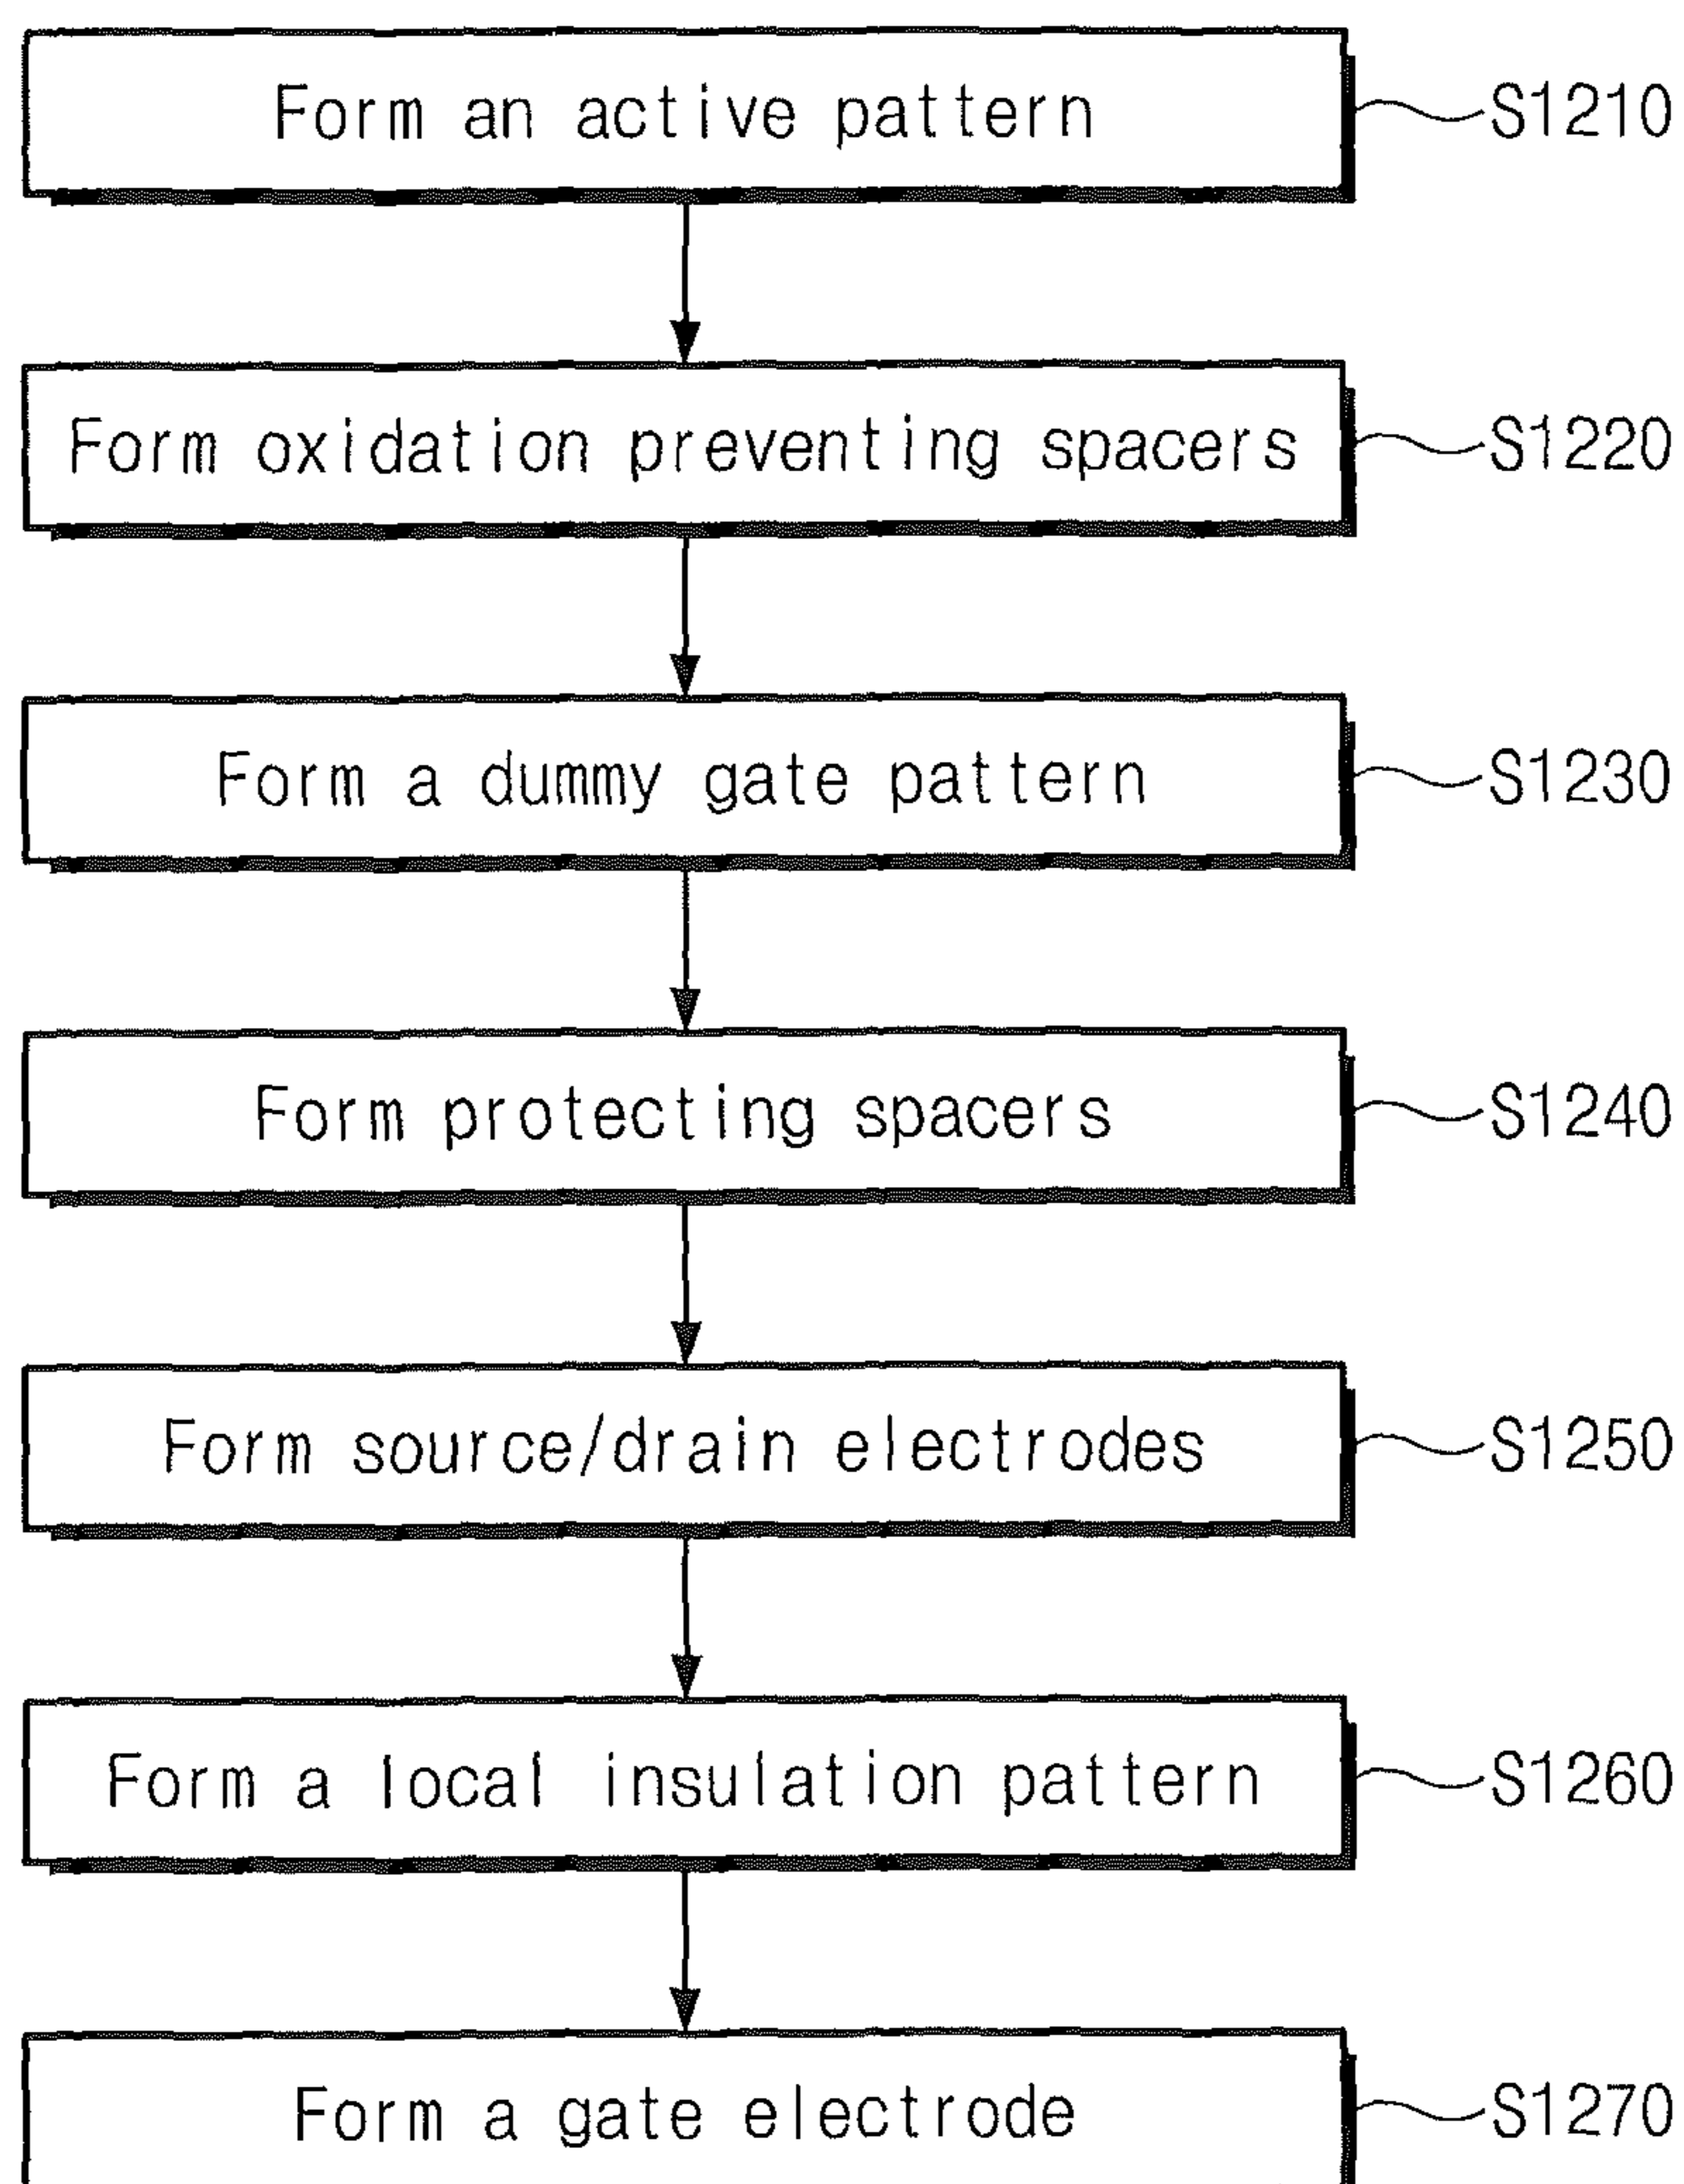 Form an active pattern S1210
Form oxidation preventing spacers S1220
Form a dummy gate pattern S1230
Form protecting spacers S1240
Form source/drain electrodes S1250
Form a local insulation pattern S1260
Form a gate electrode S1270